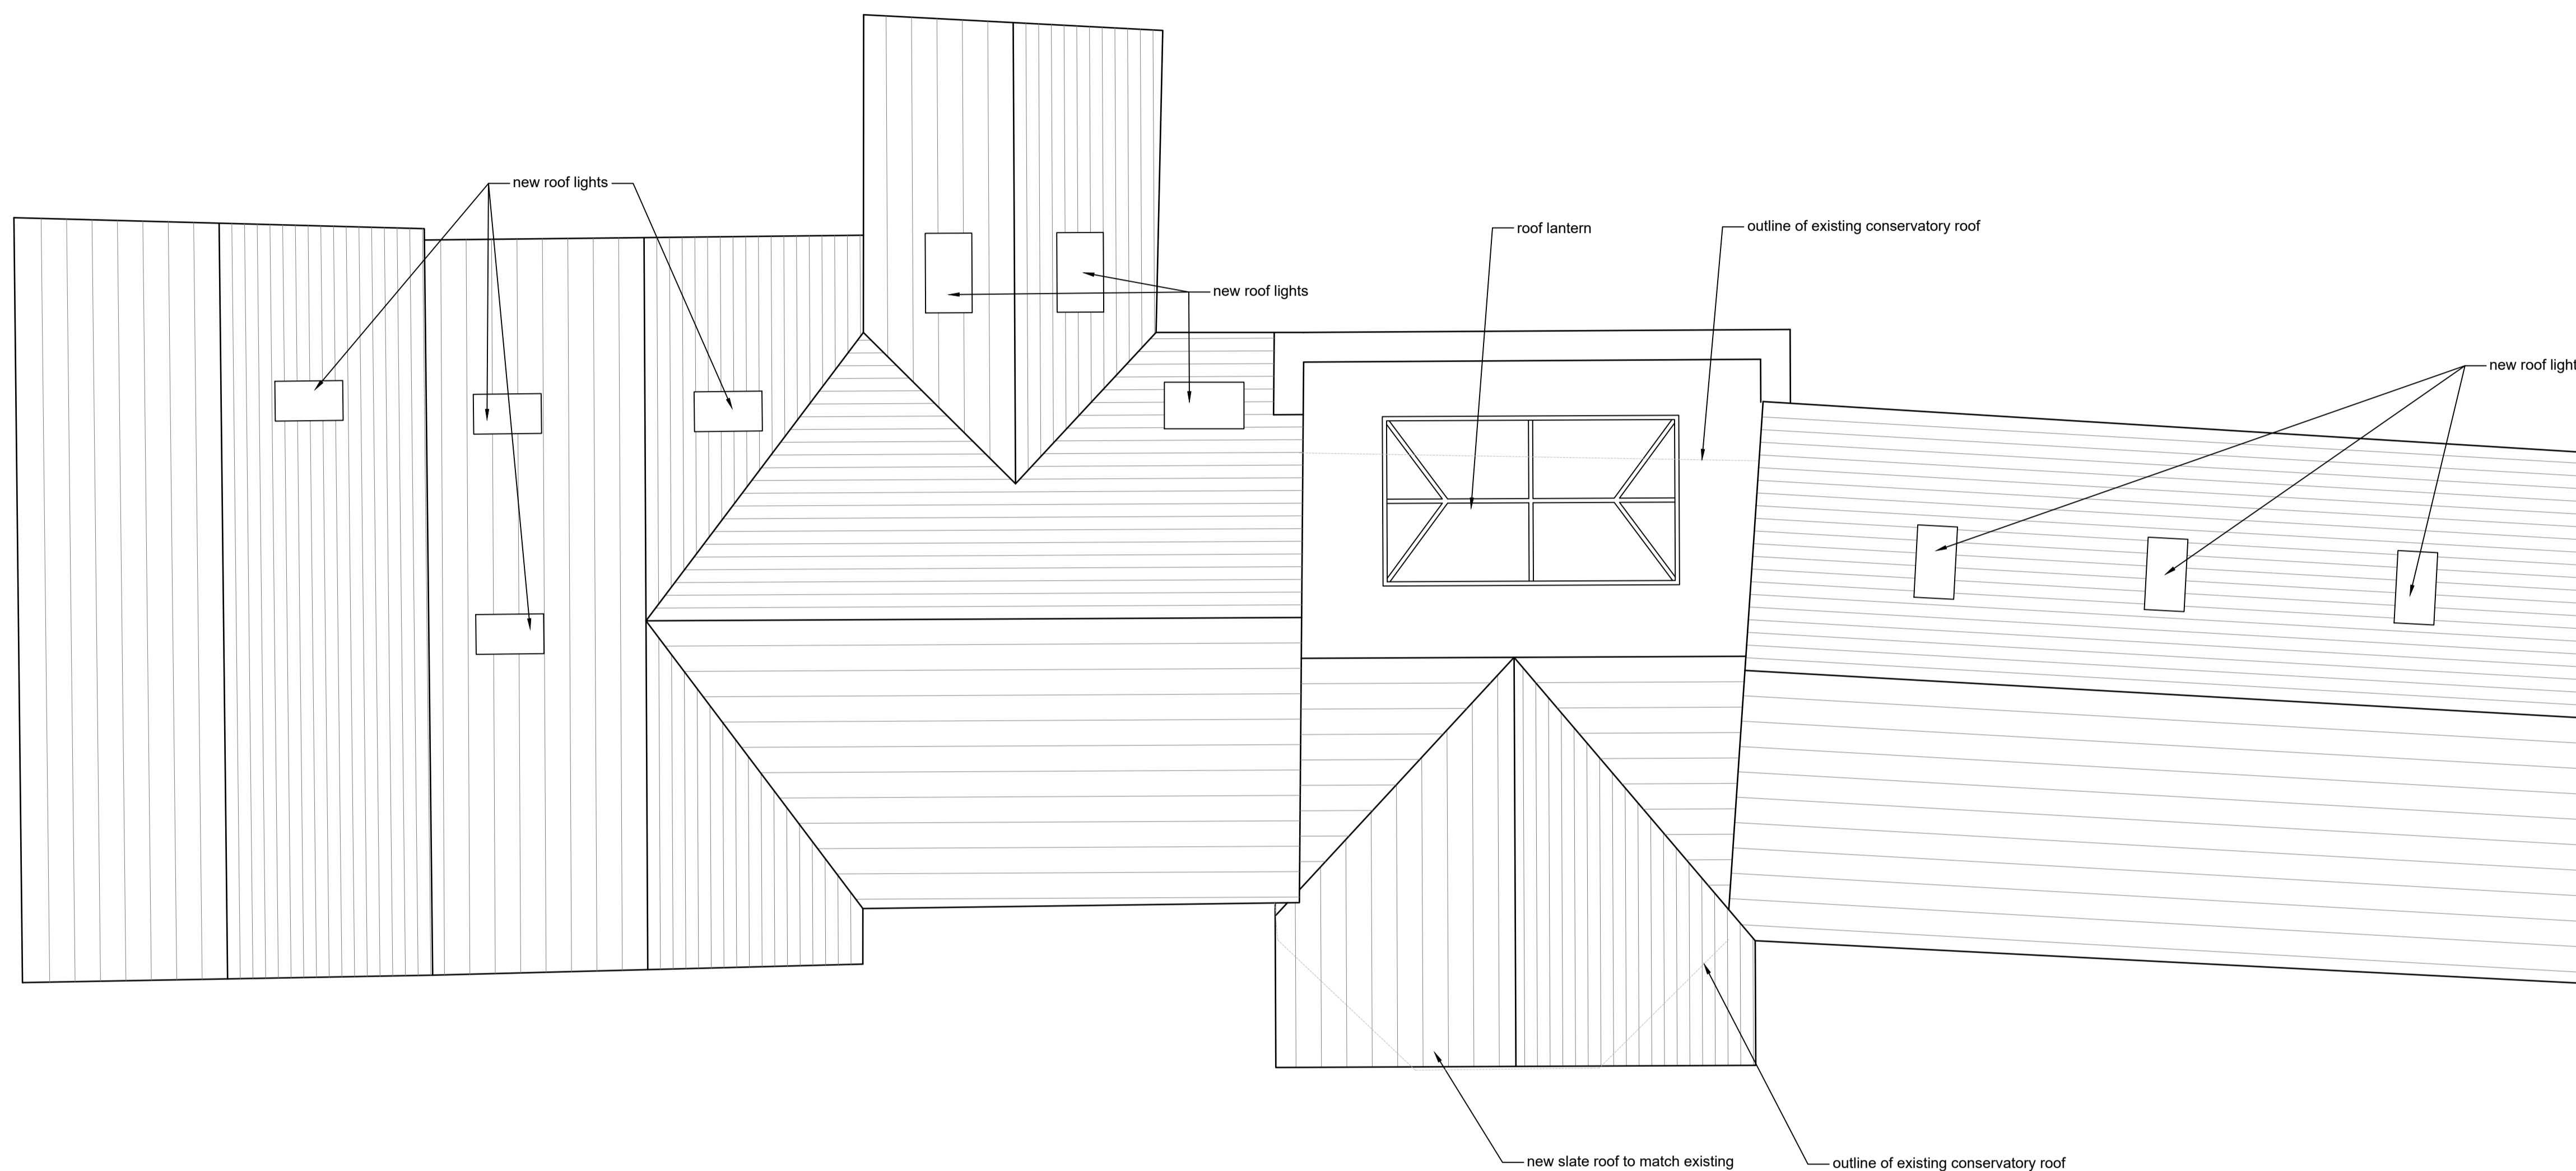 new roof lights
roof lantern
outline of existing conservatory roof
new roof lights
new roof light
new slate roof to match existing
outline of existing conservatory roof